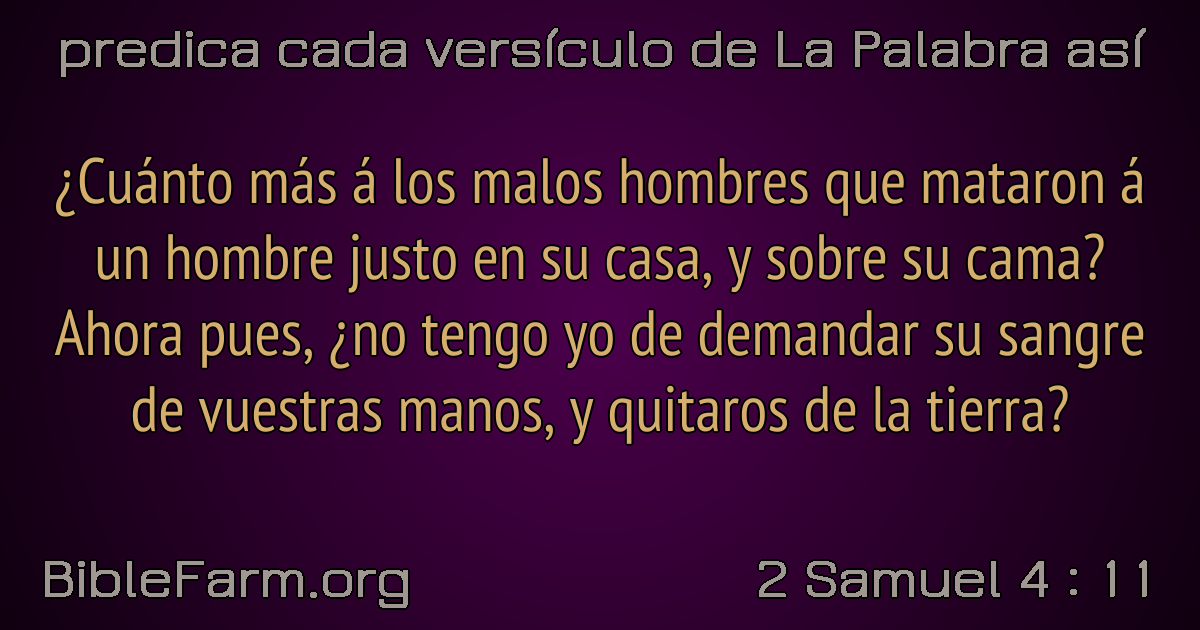 predica cada versículo de La Palabra así
¿Cuánto más á los malos hombres que mataron á
un hombre justo en su casa, y sobre su cama?
Ahora pues, ¿no tengo yo de demandar su sangre
de vuestras manos, y quitaros de la tierra?
BibleFarm.org
2 Samuel 4 : 11